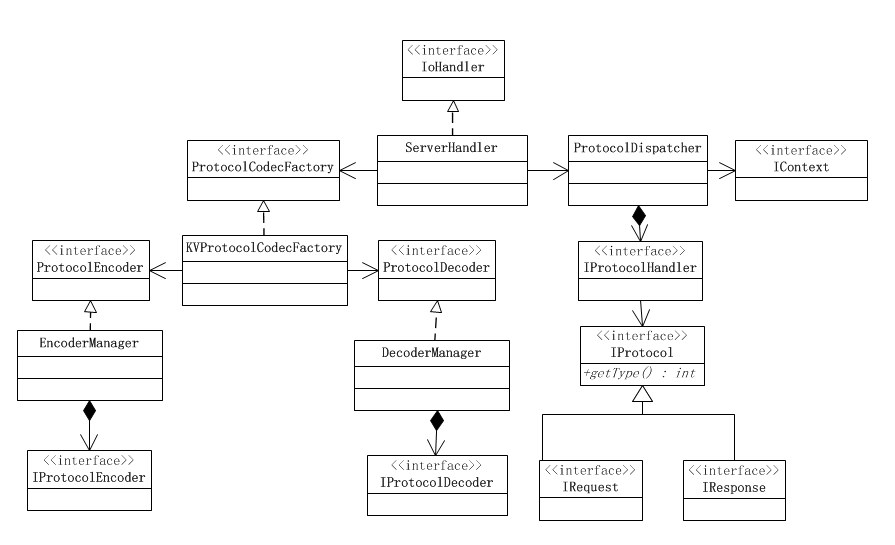 <<interface>>
IoHandler
<<interface>>
ProtocolCodecFactory
ServerHandler
ProtocolDispatcher
<<interface>>
IContext
<<interface>>
ProtocolEncoder
KVProtocolCodecFactory
<<interface>>
ProtocolDecoder
<<interface>>
IProtocolHandler
EncoderManager
DecoderManager
<<interface>>
IProtocol
+getType() : int
<<interface>>
IProtocolEncoder
<<interface>>
IProtocolDecoder
<<interface>>
IRequest
<<interface>>
IResponse